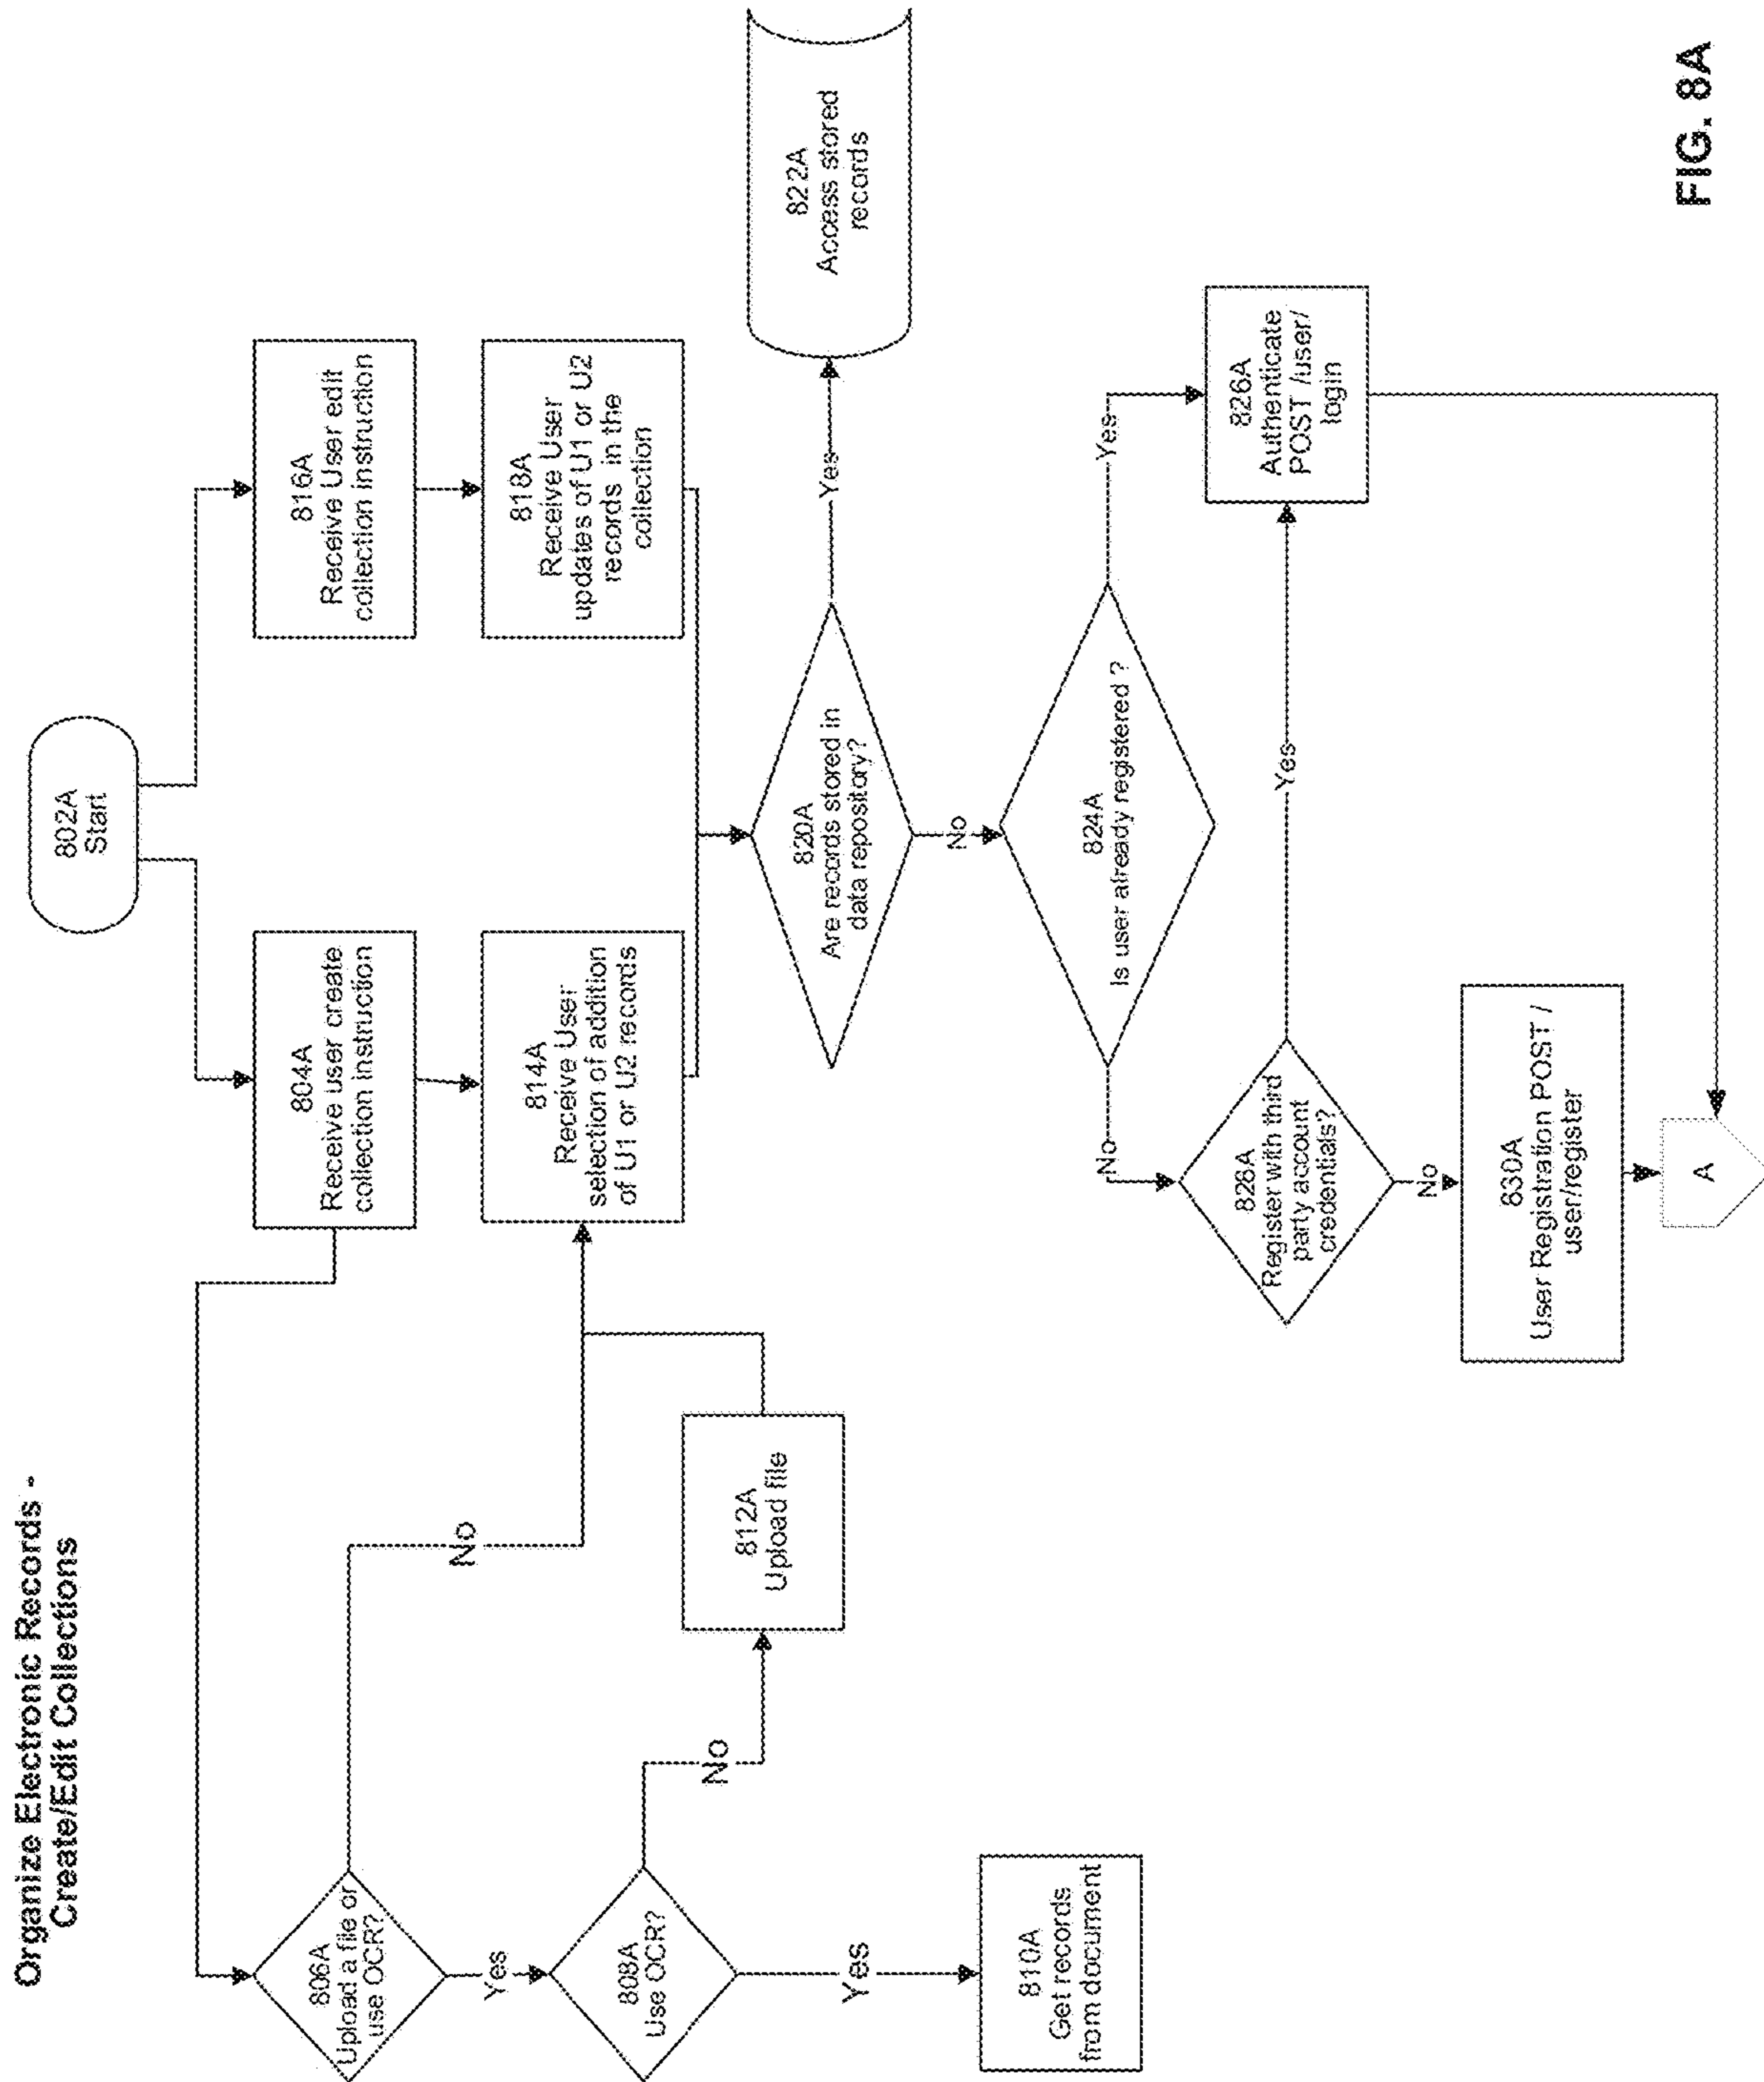 Organize Electronic Records -
Create/Edit Collections
802A
Start
804A
Receive user create
collection instruction
816A
Receive User edit
collection instruction
806A
Upload a file or
use OCR?
No
Yes
808A
Use OCR?
No
Yes
810A
Get records
from document
812A
Upload file
814A
Receive User
selection of addition
of U1 or U2 records
818A
Receive User
updates of U1 or U2
records in the
collection
820A
Are records stored in
data repository?
Yes
822A
Access stored
records
No
824A
Is user already registered ?
Yes
826A
Authenticate
POST /user/
login
No
828A
Register with third
party account
credentials?
Yes
No
830A
User Registration POST /
user/register
A
FIG. 8A